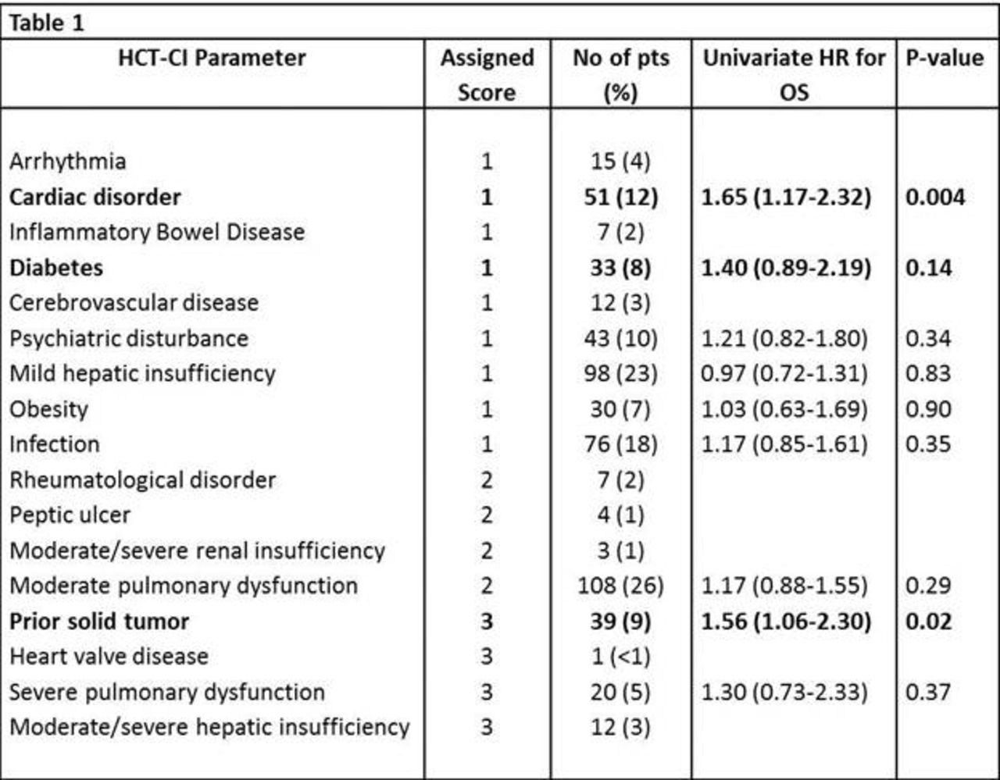 Table 1
HCT-CI Parameter Assigned Score No of pts (%) Univariate HR for OS P-value
Arrhythmia 1 15 (4)
Cardiac disorder 1 51 (12) 1.65 (1.17-2.32) 0.004
Inflammatory Bowel Disease 1 7 (2)
Diabetes 1 33 (8) 1.40 (0.89-2.19) 0.14
Cerebrovascular disease 1 12 (3)
Psychiatric disturbance 1 43 (10) 1.21 (0.82-1.80) 0.34
Mild hepatic insufficiency 1 98 (23) 0.97 (0.72-1.31) 0.83
Obesity 1 30 (7) 1.03 (0.63-1.69) 0.90
Infection 1 76 (18) 1.17 (0.85-1.61) 0.35
Rheumatological disorder 2 7 (2)
Peptic ulcer 2 4 (1)
Moderate/severe renal insufficiency 2 3 (1)
Moderate pulmonary dysfunction 2 108 (26) 1.17 (0.88-1.55) 0.29
Prior solid tumor 3 39 (9) 1.56 (1.06-2.30) 0.02
Heart valve disease 3 1 (<1)
Severe pulmonary dysfunction 3 20 (5) 1.30 (0.73-2.33) 0.37
Moderate/severe hepatic insufficiency 3 12 (3)